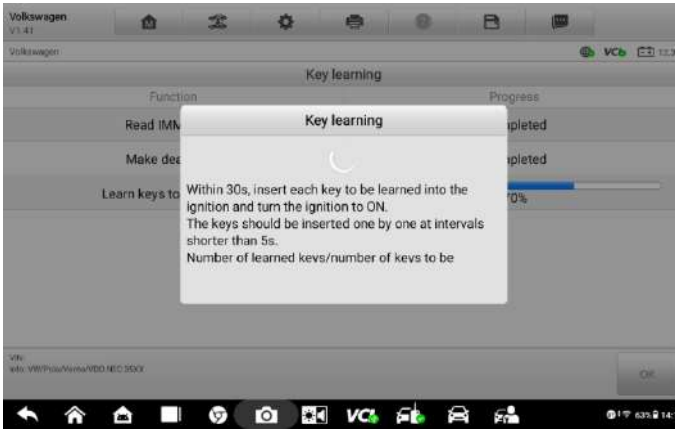 Volkswagen
V1.41
Volkswagen
VCI
Key learning
Function
Progress
Read IMM
Key learning
pleted
Make dea
pleted
Learn keys to
70%
Within 30s, insert each key to be learned into the
ignition and turn the ignition to ON.
The keys should be inserted one by one at intervals
shorter than 5s.
Number of learned keys/number of keys to be
VIN:
OK
VCI
63%
14: